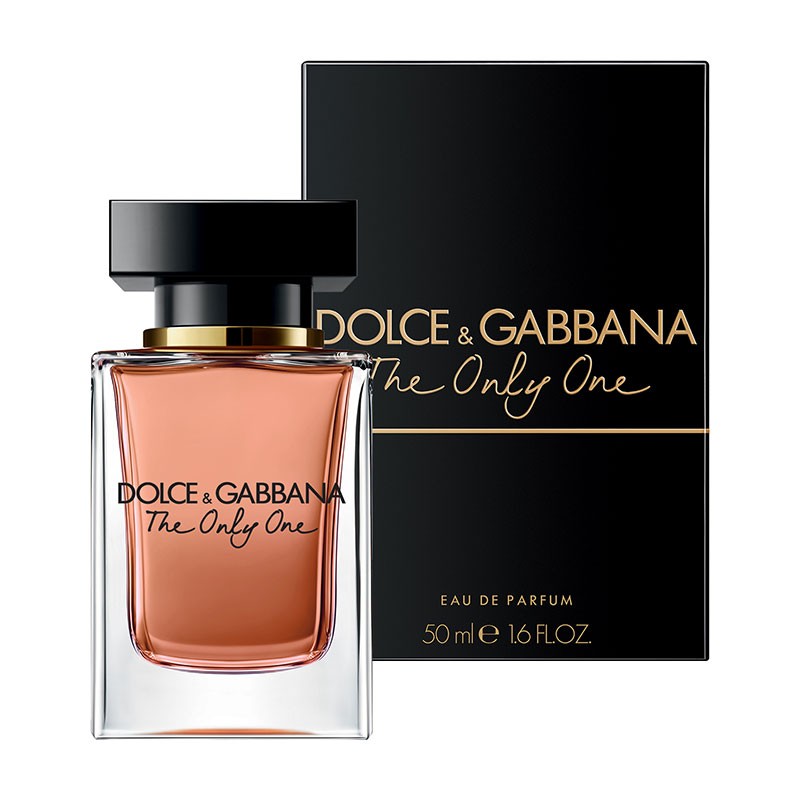 DOLCE & GABBANA
The Only One
EAU DE PARFUM
50 ml e 1.6 FL.OZ.
DOLCE & GABBANA
The Only One